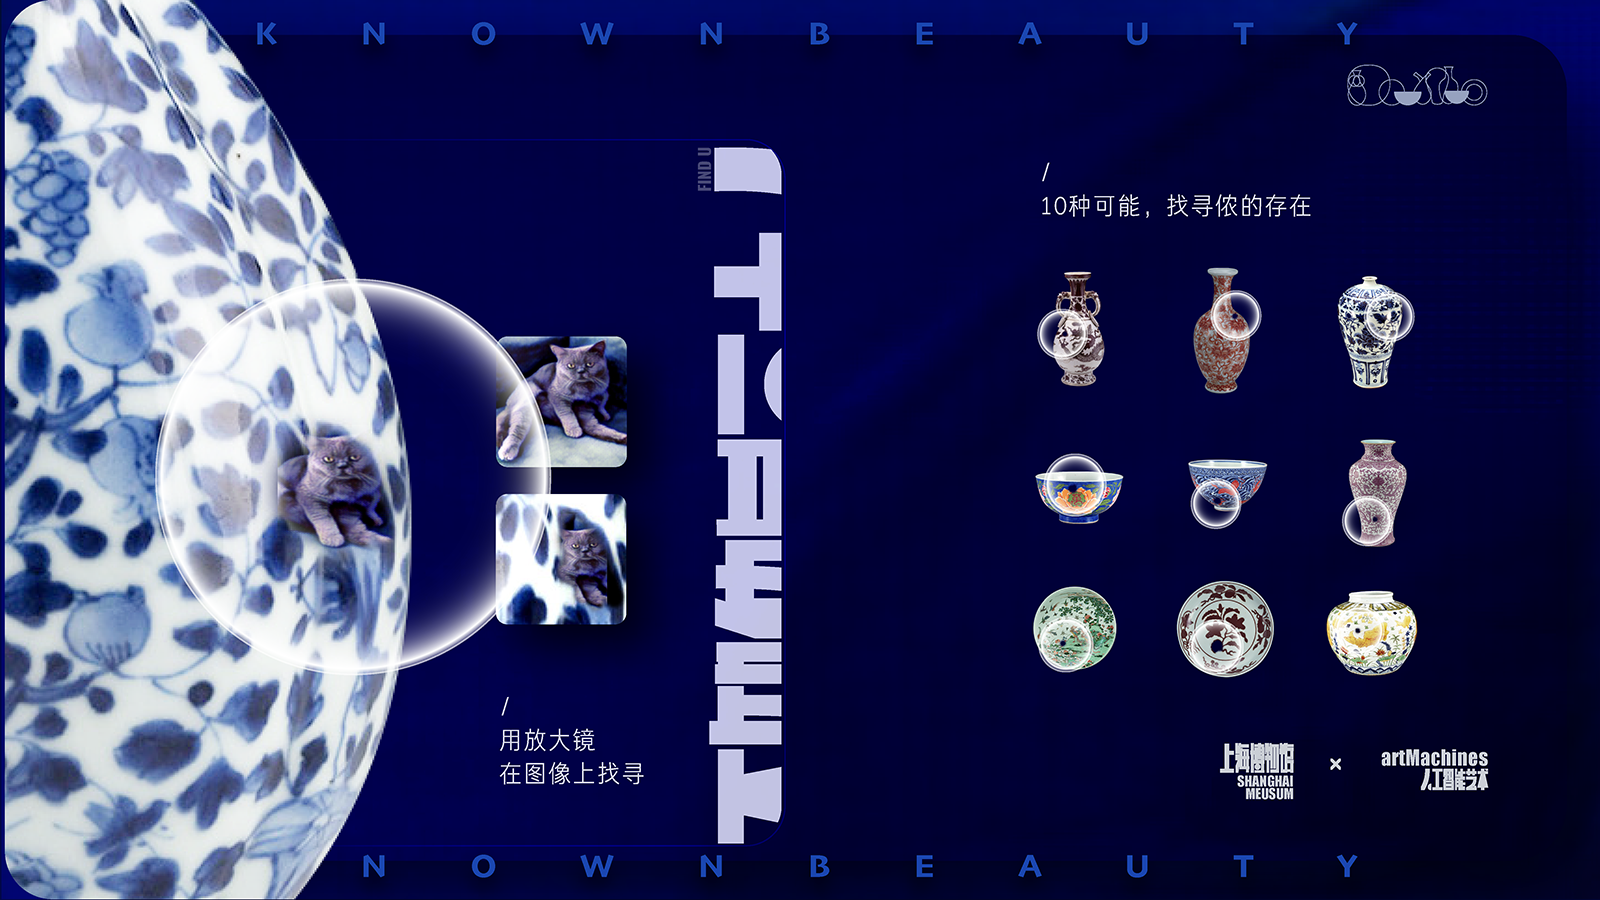 K N O W N B E A U T Y
FIND U
/
10种可能，找寻侬的存在
/
用放大镜
在图像上找寻
上海博物馆
SHANGHAI
MEUSUM
×
artMachines
人工智能艺术
N O W N B E A U T Y